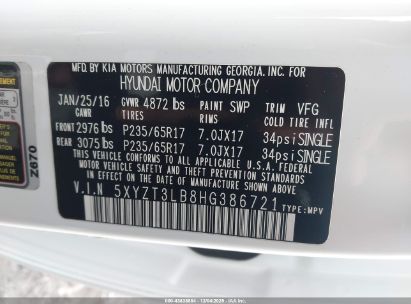 MFD. BY KIA MOTORS MANUFACTURING GEORGIA, INC. FOR
HYUNDAI MOTOR COMPANY
JAN/25/16 GVWR 4872 lbs PAINT SWP TRIM VFG
GAWR TIRES RIMS COLD TIRE INFL
FRONT 2976 lbs P235/65R17 7.0JX17 34psi SINGLE
REAR 3075 lbs P235/65R17 7.0JX17 34psi SINGLE
THIS VEHICLE CONFORMS TO ALL APPLICABLE U.S.A. FEDERAL
MOTOR VEHICLE SAFETY, BUMPER, AND THEFT PREVENTION
STANDARDS IN EFFECT ON THE DATE OF MANUFACTURE SHOWN ABOVE.
V.I.N 5XYZT3LB8HG386721 TYPE: MPV
Z670